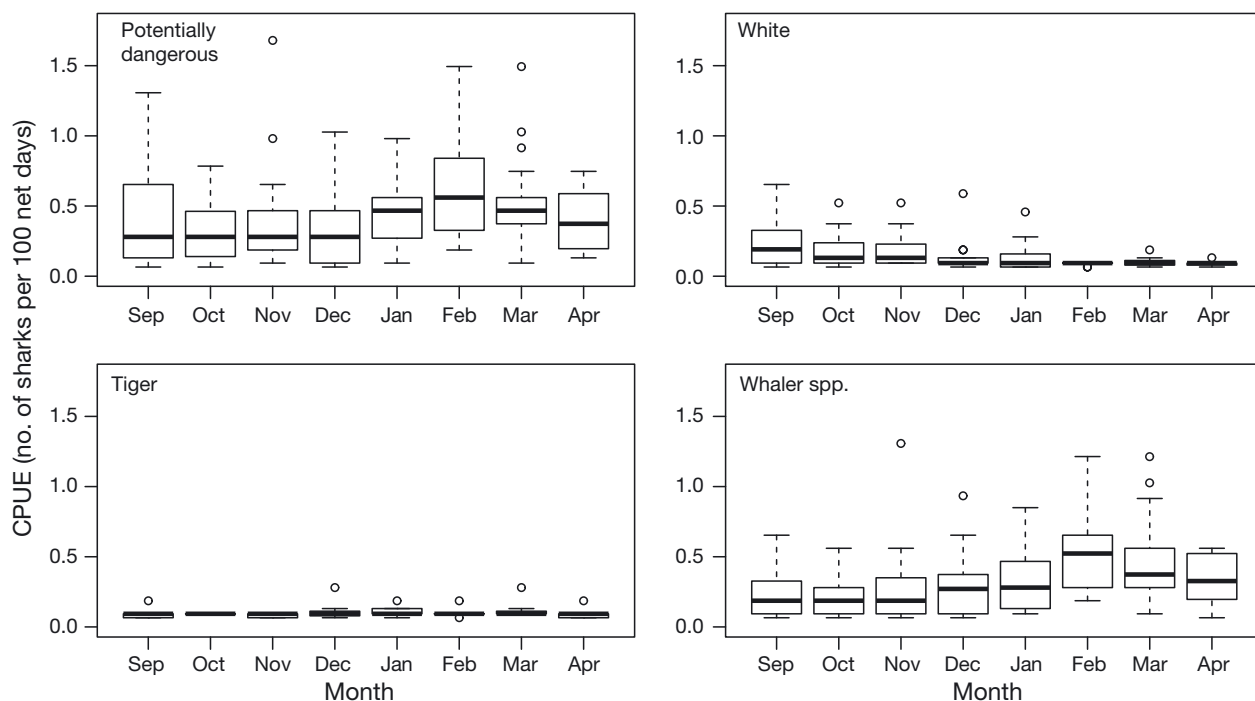 CPUE (no. of sharks per 100 net days)
Potentially
dangerous
1.5
1.0
0.5
0.0
Sep Oct Nov Dec Jan Feb Mar Apr
White
1.5
1.0
0.5
0.0
Sep Oct Nov Dec Jan Feb Mar Apr
Tiger
1.5
1.0
0.5
0.0
Sep Oct Nov Dec Jan Feb Mar Apr
Month
Whaler spp.
1.5
1.0
0.5
0.0
Sep Oct Nov Dec Jan Feb Mar Apr
Month